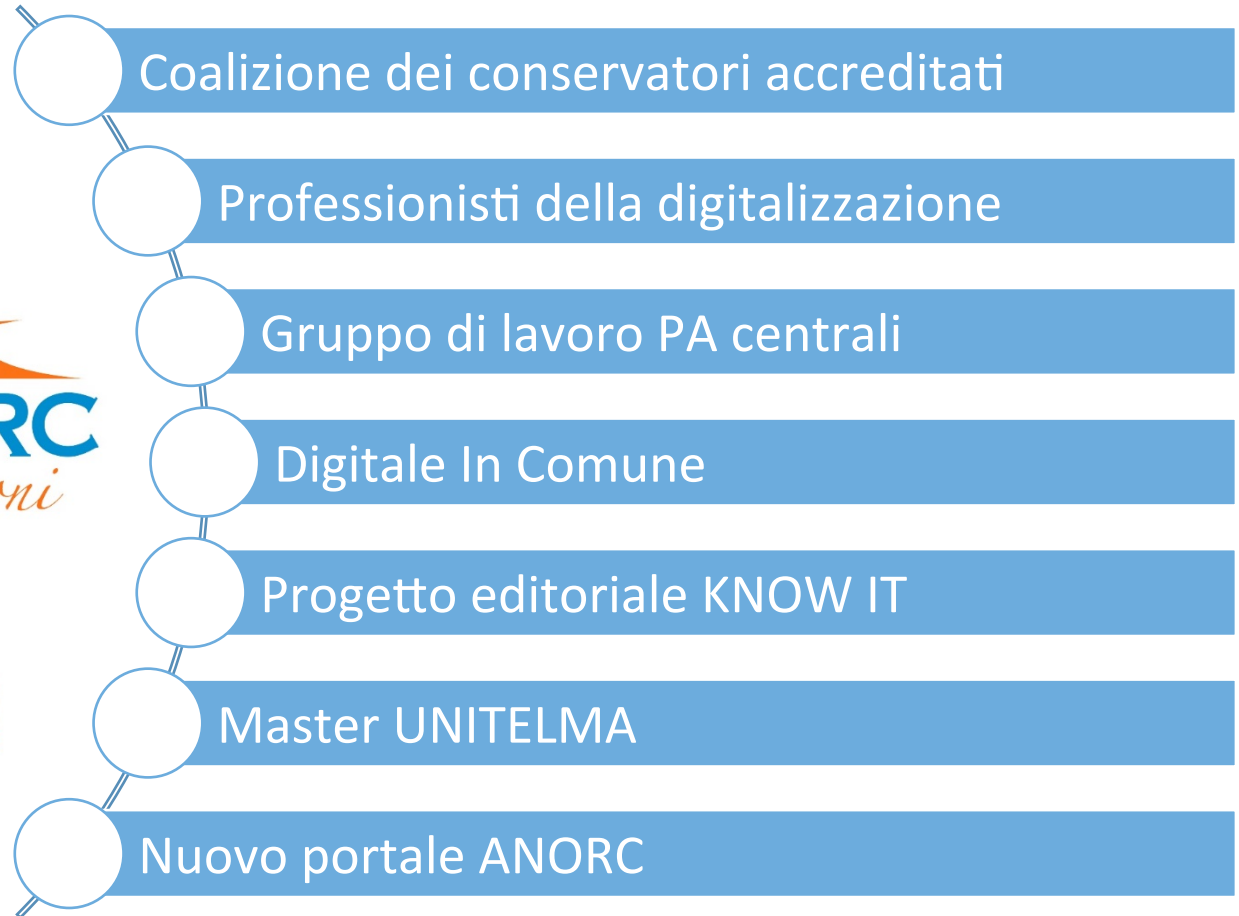 Coalizione dei conservatori accreditati
Professionisti della digitalizzazione
Gruppo di lavoro PA centrali
RC
Digitale In Comune
Progetto editoriale KNOW IT
Master UNITELMA
Nuovo portale ANORC